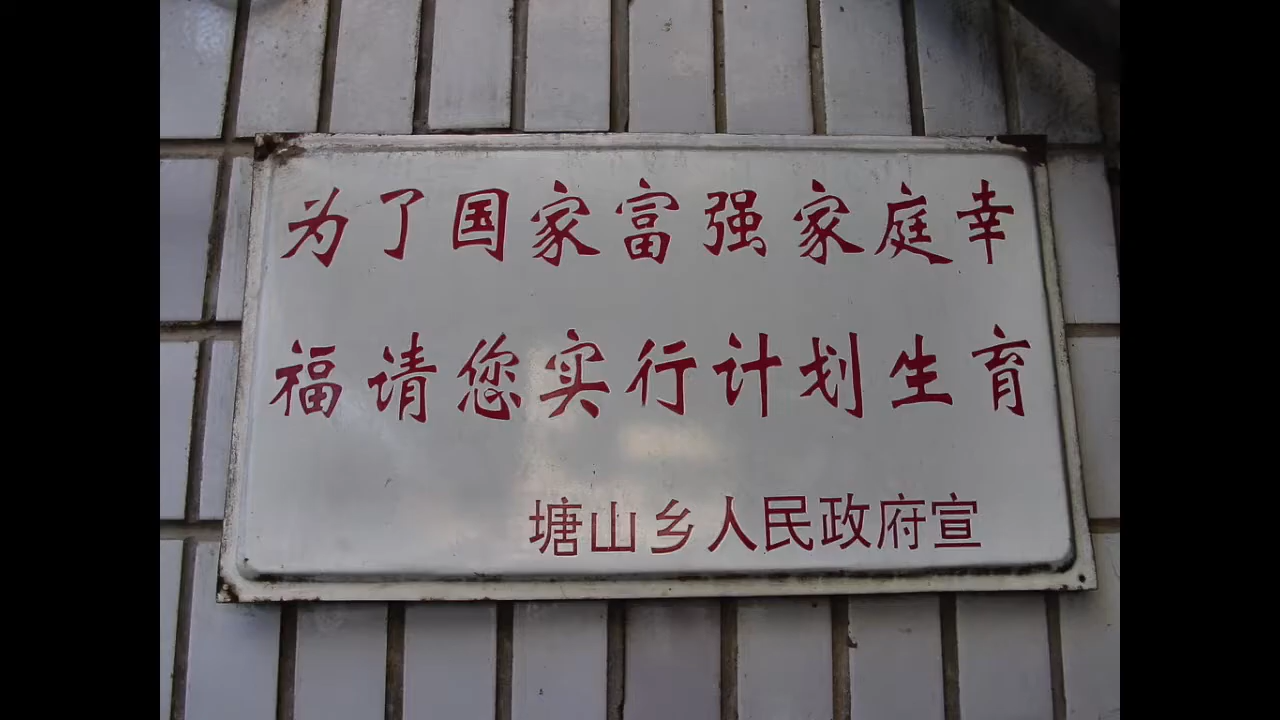 为了国家富强家庭幸
福请您实行计划生育
塘山乡人民政府宣